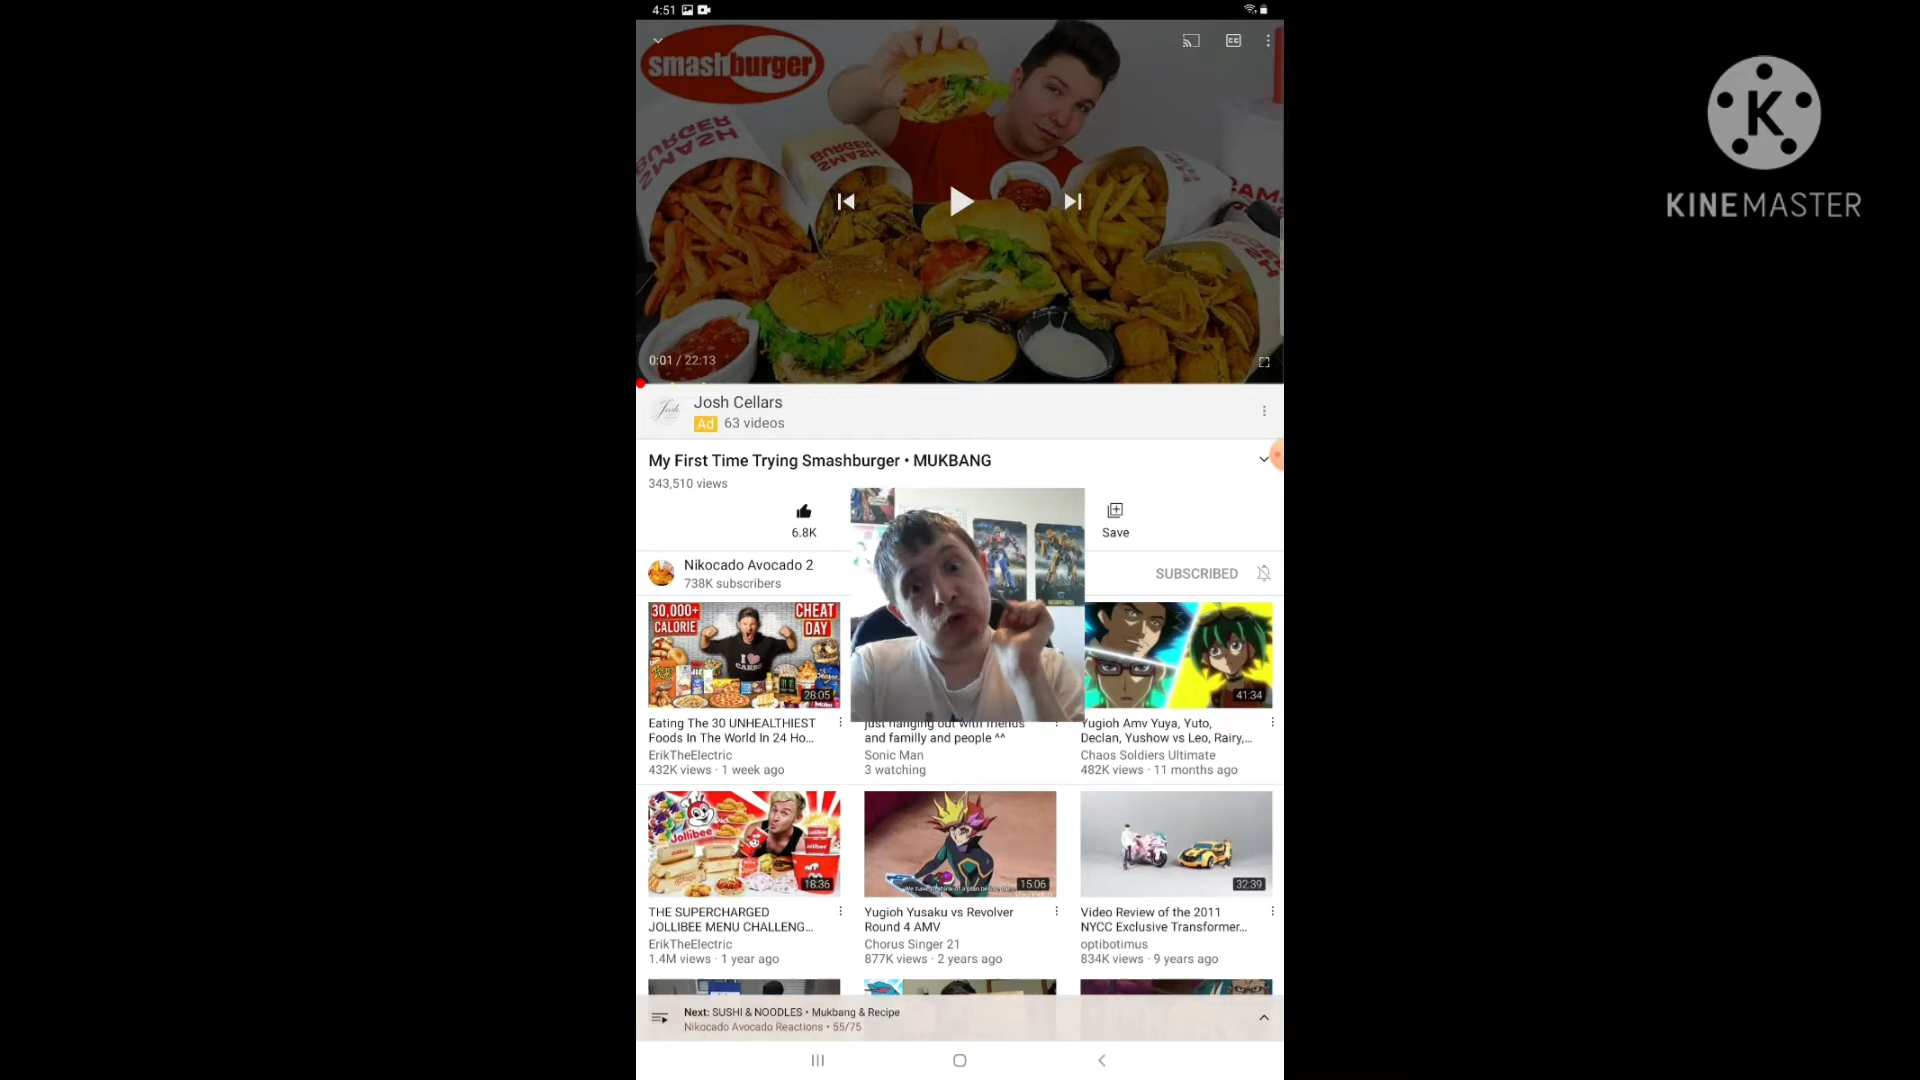 4:51
smashburger
SMASH
BURGER
SMASH
BURGER
0:01 / 22:13
K
KINEMASTER
Josh Cellars
Ad 63 videos
My First Time Trying Smashburger • MUKBANG
343,510 views
6.8K
Save
Nikocado Avocado 2
738K subscribers
SUBSCRIBED
30,000+
CALORIE
CHEAT
DAY
28:05
41:34
Eating The 30 UNHEALTHIEST
Foods In The World In 24 Ho...
ErikTheElectric
432K views · 1 week ago
just hanging out with friends
and familly and people ^^
Sonic Man
3 watching
Yugioh Amv Yuya, Yuto,
Declan, Yushow vs Leo, Rairy,...
Chaos Soldiers Ultimate
482K views · 11 months ago
Jollibee
18:36
15:06
32:39
THE SUPERCHARGED
JOLLIBEE MENU CHALLENG...
ErikTheElectric
1.4M views · 1 year ago
Yugioh Yusaku vs Revolver
Round 4 AMV
Chorus Singer 21
877K views · 2 years ago
Video Review of the 2011
NYCC Exclusive Transformer...
optibotimus
834K views · 9 years ago
Next: SUSHI & NOODLES • Mukbang & Recipe
Nikocado Avocado Reactions • 55/75